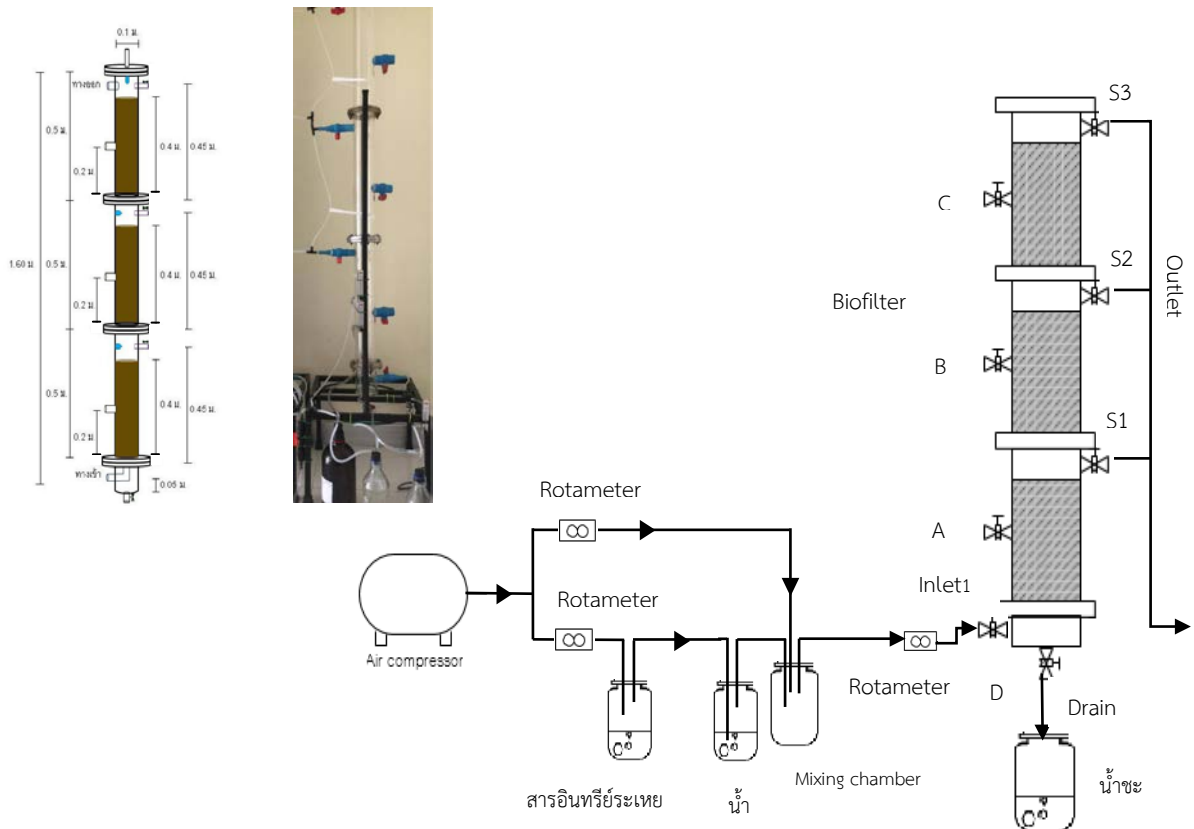 0.1 ม.
ทางออก
0.5 ม.
0.4 ม.
0.45 ม.
0.2 ม.
1.60 ม.
0.5 ม.
0.4 ม.
0.45 ม.
0.2 ม.
0.5 ม.
0.4 ม.
0.45 ม.
0.2 ม.
ทางเข้า
0.05 ม.
S3
C
S2
Outlet
Biofilter
B
S1
Rotameter
A
Inlet1
Rotameter
Air compressor
Rotameter
D
Drain
Mixing chamber
น้ำชะ
สารอินทรีย์ระเหย
น้ำ